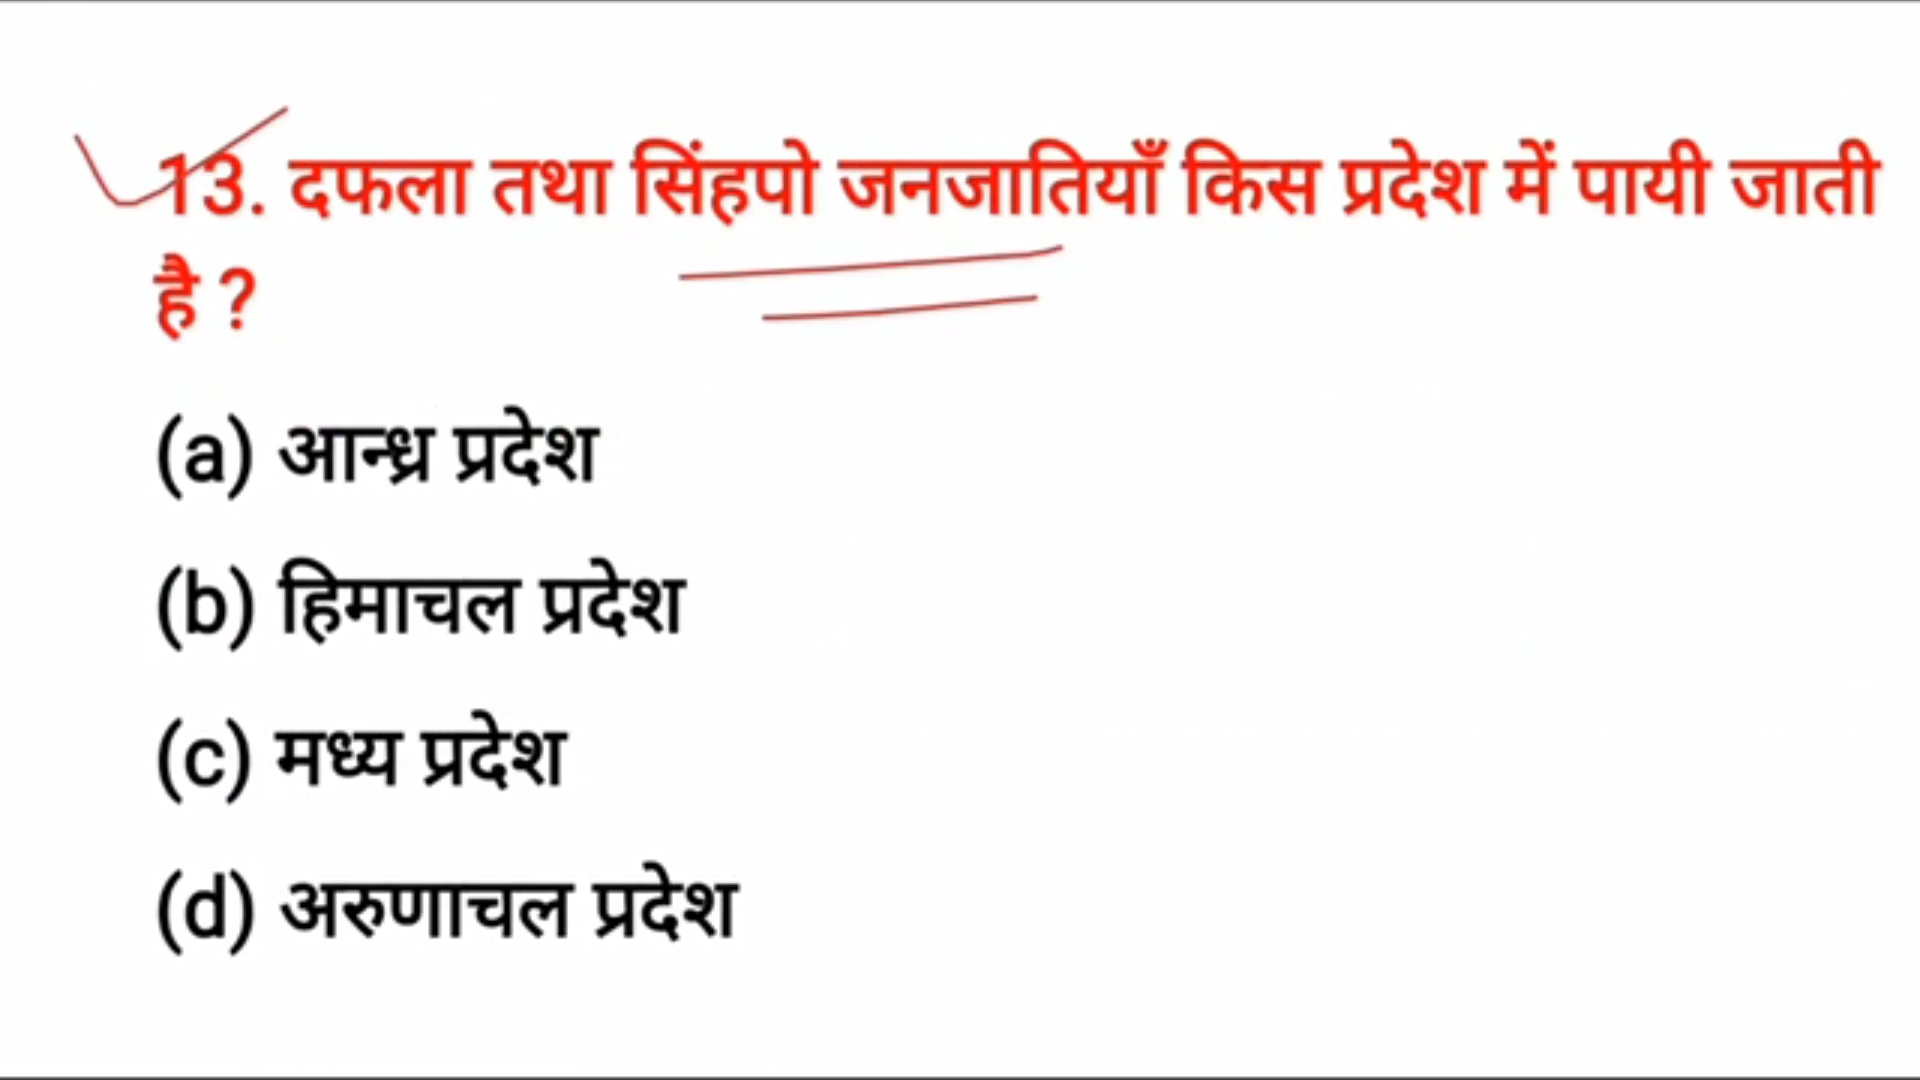 13. दफला तथा सिंहपो जनजातियाँ किस प्रदेश में पायी जाती
है ?
(a) आन्ध्र प्रदेश
(b) हिमाचल प्रदेश
(c) मध्य प्रदेश
(d) अरुणाचल प्रदेश